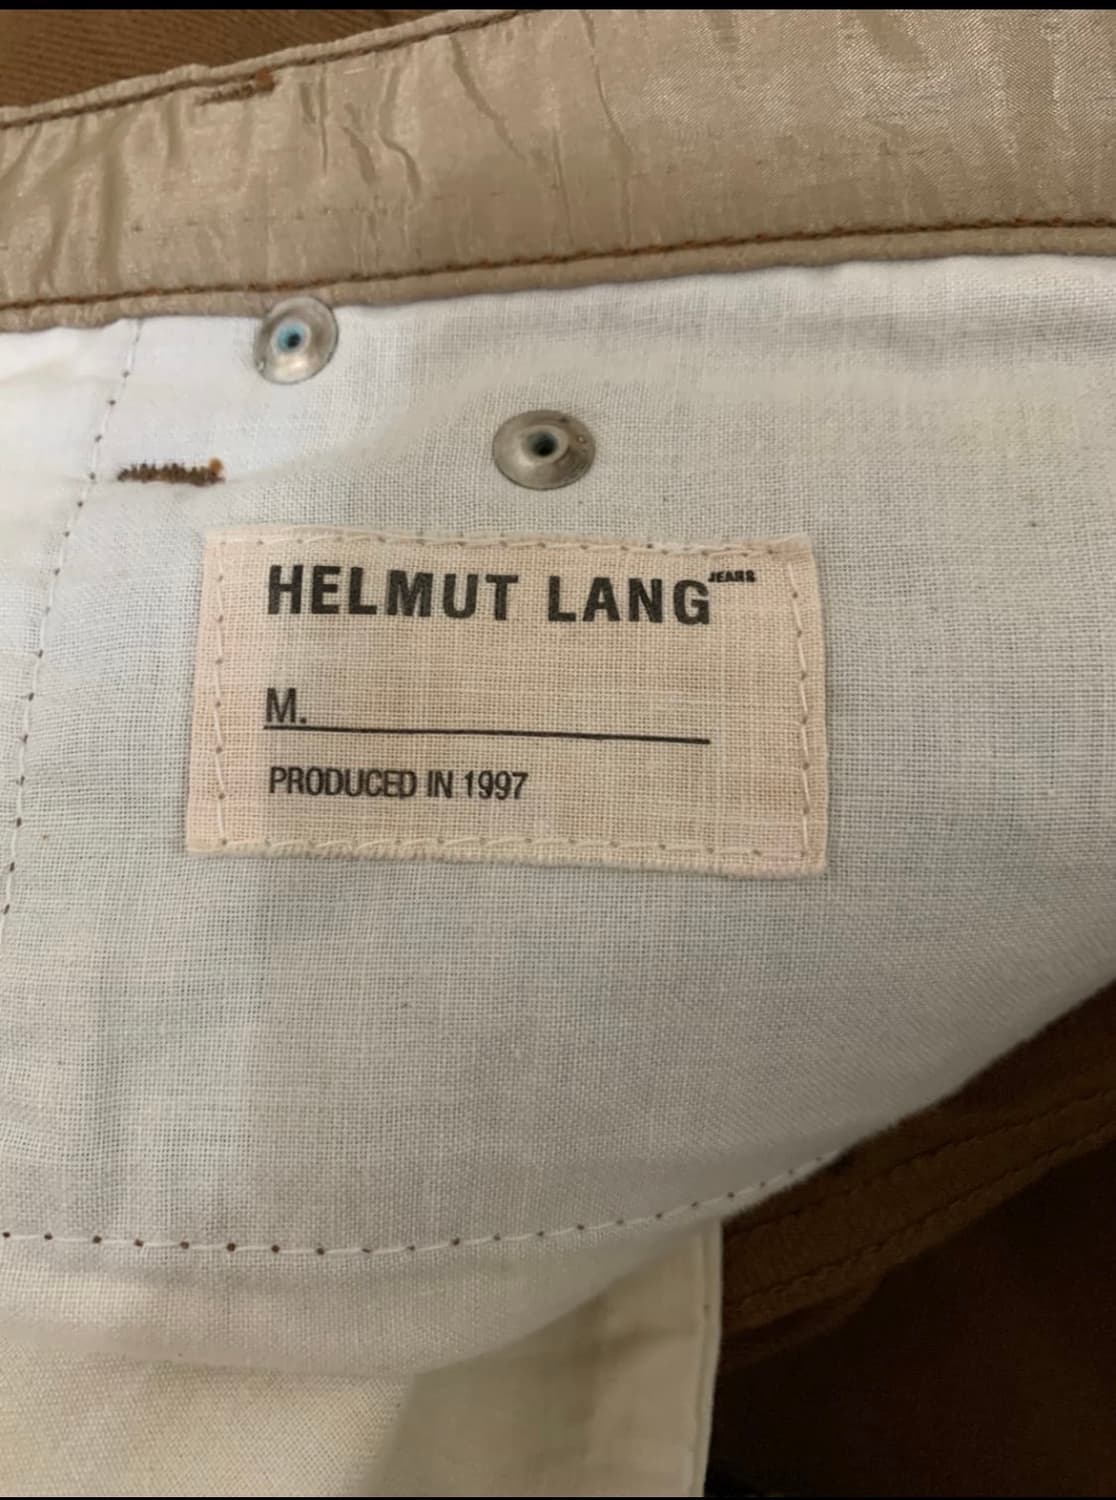 HELMUT LANG JEANS
M.
PRODUCED IN 1997